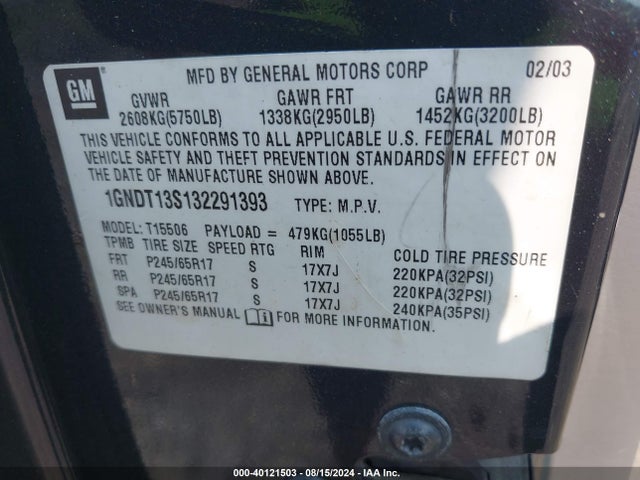 GM
MFD BY GENERAL MOTORS CORP 02/03
GVWR GAWR FRT GAWR RR
2608KG(5750LB) 1338KG(2950LB) 1452KG(3200LB)
THIS VEHICLE CONFORMS TO ALL APPLICABLE U.S. FEDERAL MOTOR
VEHICLE SAFETY AND THEFT PREVENTION STANDARDS IN EFFECT ON
THE DATE OF MANUFACTURE SHOWN ABOVE.
1GNDT13S132291393 TYPE: M.P.V.
MODEL: T15506 PAYLOAD = 479KG(1055LB)
TPMB TIRE SIZE SPEED RTG RIM COLD TIRE PRESSURE
FRT P245/65R17 S 17X7J 220KPA(32PSI)
RR P245/65R17 S 17X7J 220KPA(32PSI)
SPA P245/65R17 S 17X7J 240KPA(35PSI)
SEE OWNER'S MANUAL i FOR MORE INFORMATION.
000-40121503 - 08/15/2024 - IAA Inc.